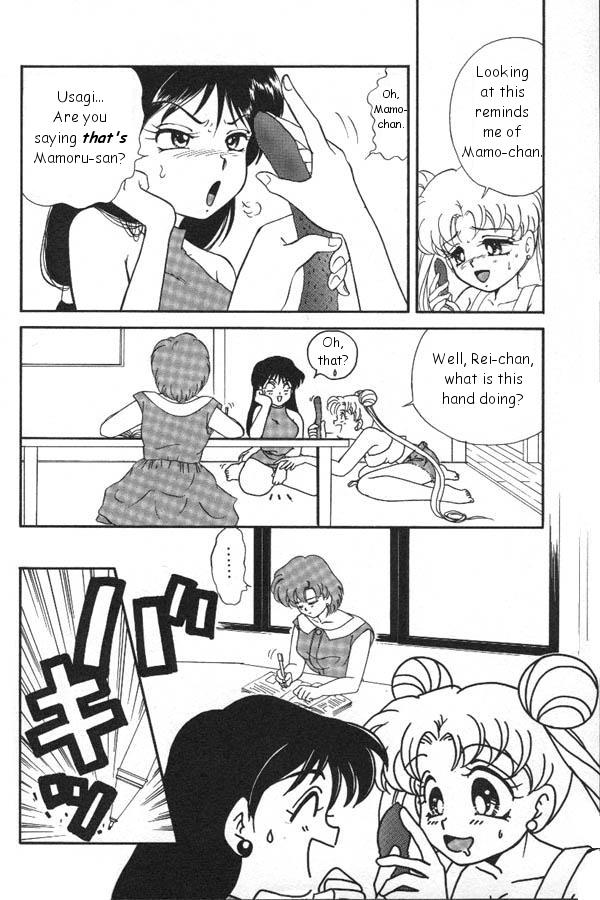 Looking
at this
reminds
me of
Mamo-chan.
Oh,
Mamo-
chan.
Usagi...
Are you
saying that's
Mamoru-san?
Well, Rei-chan,
what is this
hand doing?
Oh,
that?
......
バキッ